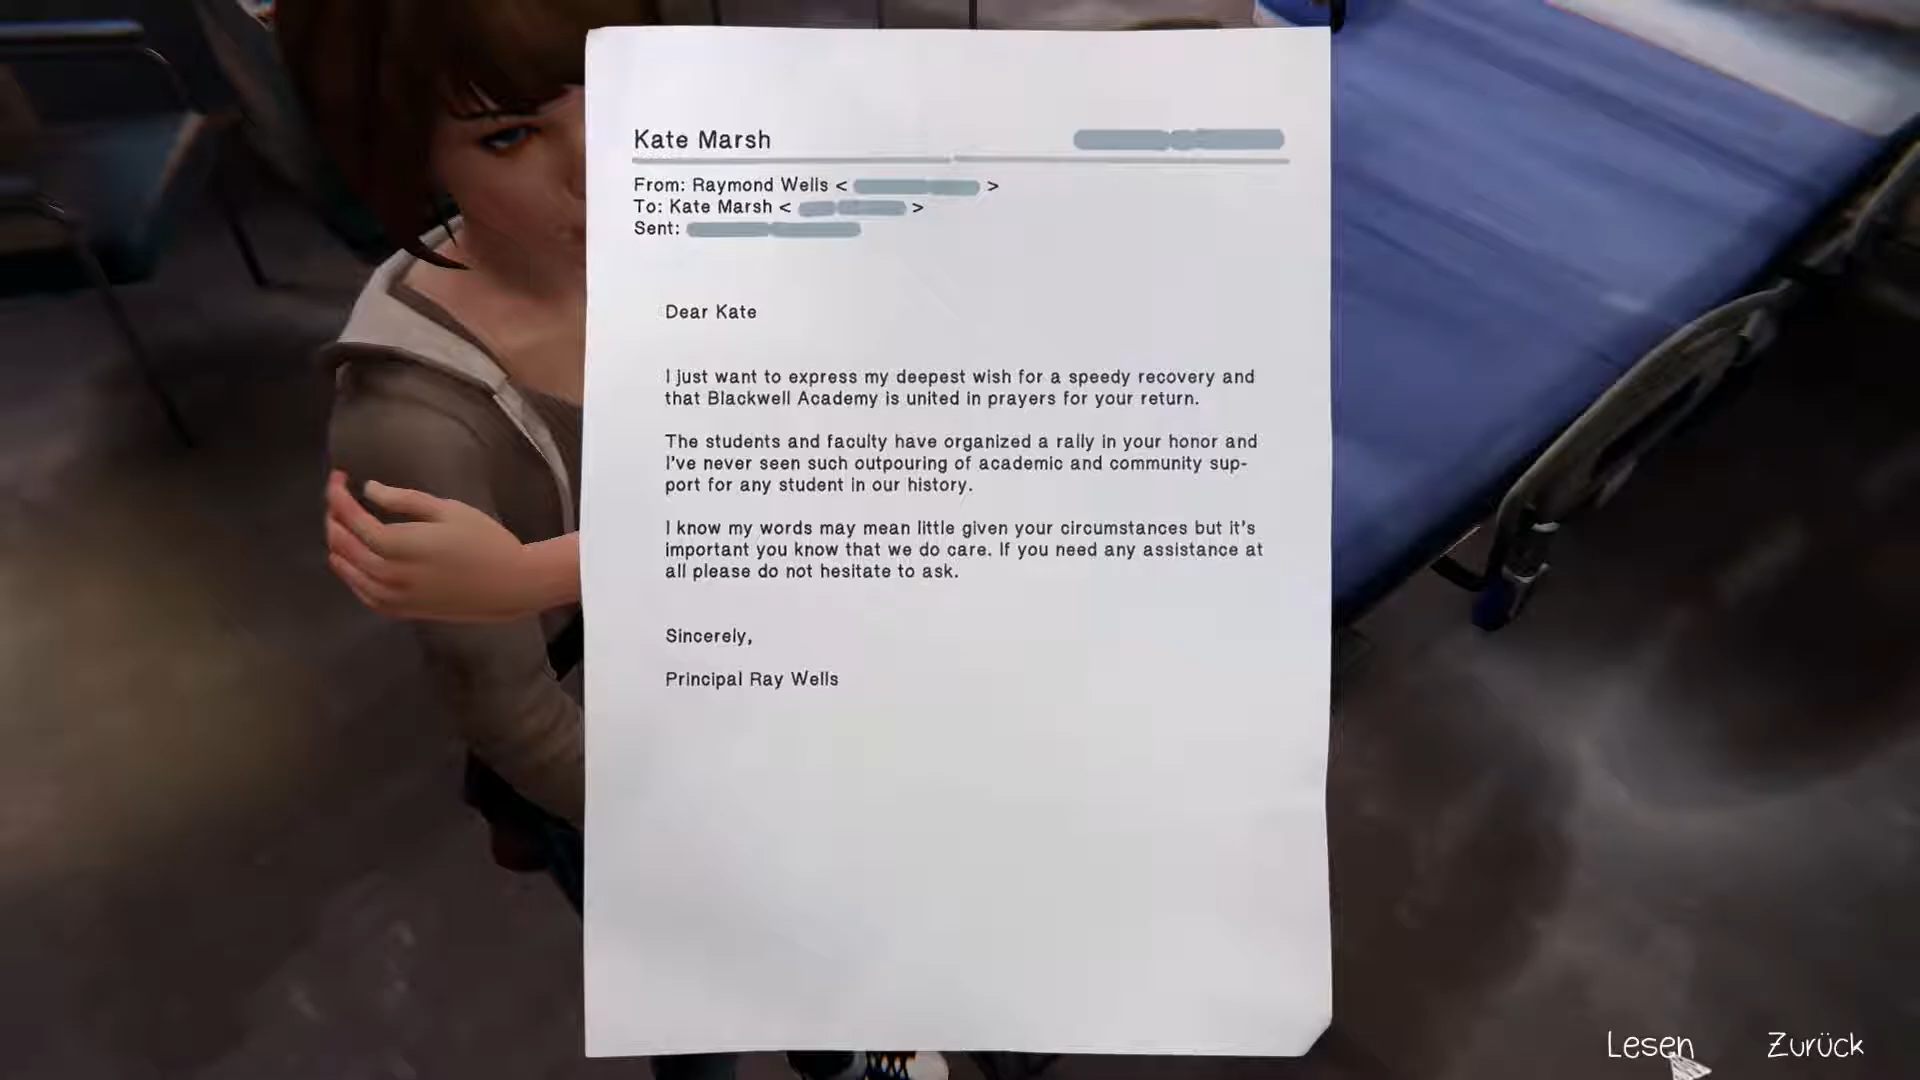 Kate Marsh
From: Raymond Wells < >
To: Kate Marsh < >
Sent:
Dear Kate
I just want to express my deepest wish for a speedy recovery and
that Blackwell Academy is united in prayers for your return.
The students and faculty have organized a rally in your honor and
I've never seen such outpouring of academic and community sup-
port for any student in our history.
I know my words may mean little given your circumstances but it's
important you know that we do care. If you need any assistance at
all please do not hesitate to ask.
Sincerely,
Principal Ray Wells
Lesen Zurück